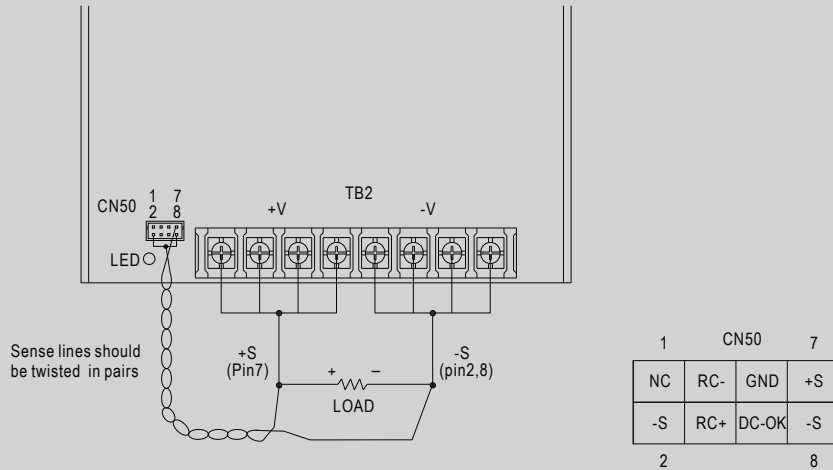 TB2
CN50
1 7
2 8
+V
-V
LED
Sense lines should
be twisted in pairs
+S
(Pin7)
+ –
LOAD
-S
(pin2,8)
1 CN50 7
NC RC- GND +S
-S RC+ DC-OK -S
2 8